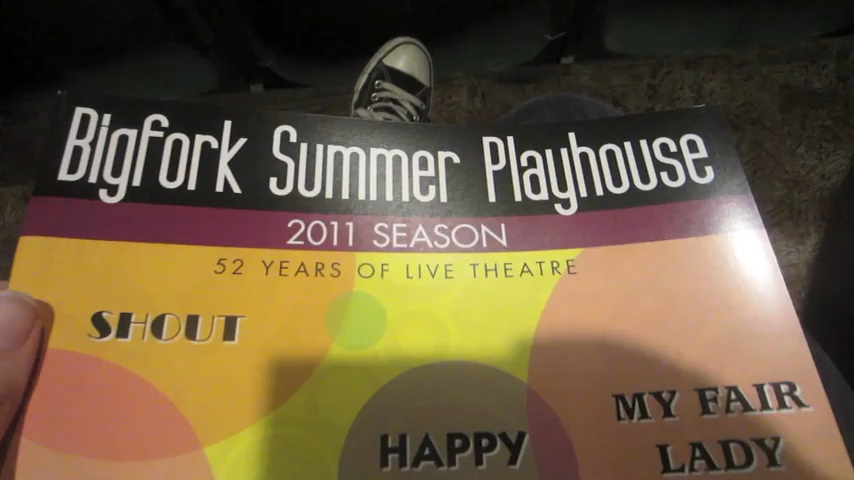 Bigfork Summer Playhouse
2011 SEASON
52 YEARS OF LIVE THEATRE
SHOUT
MY FAIR
LADY
HAPPY